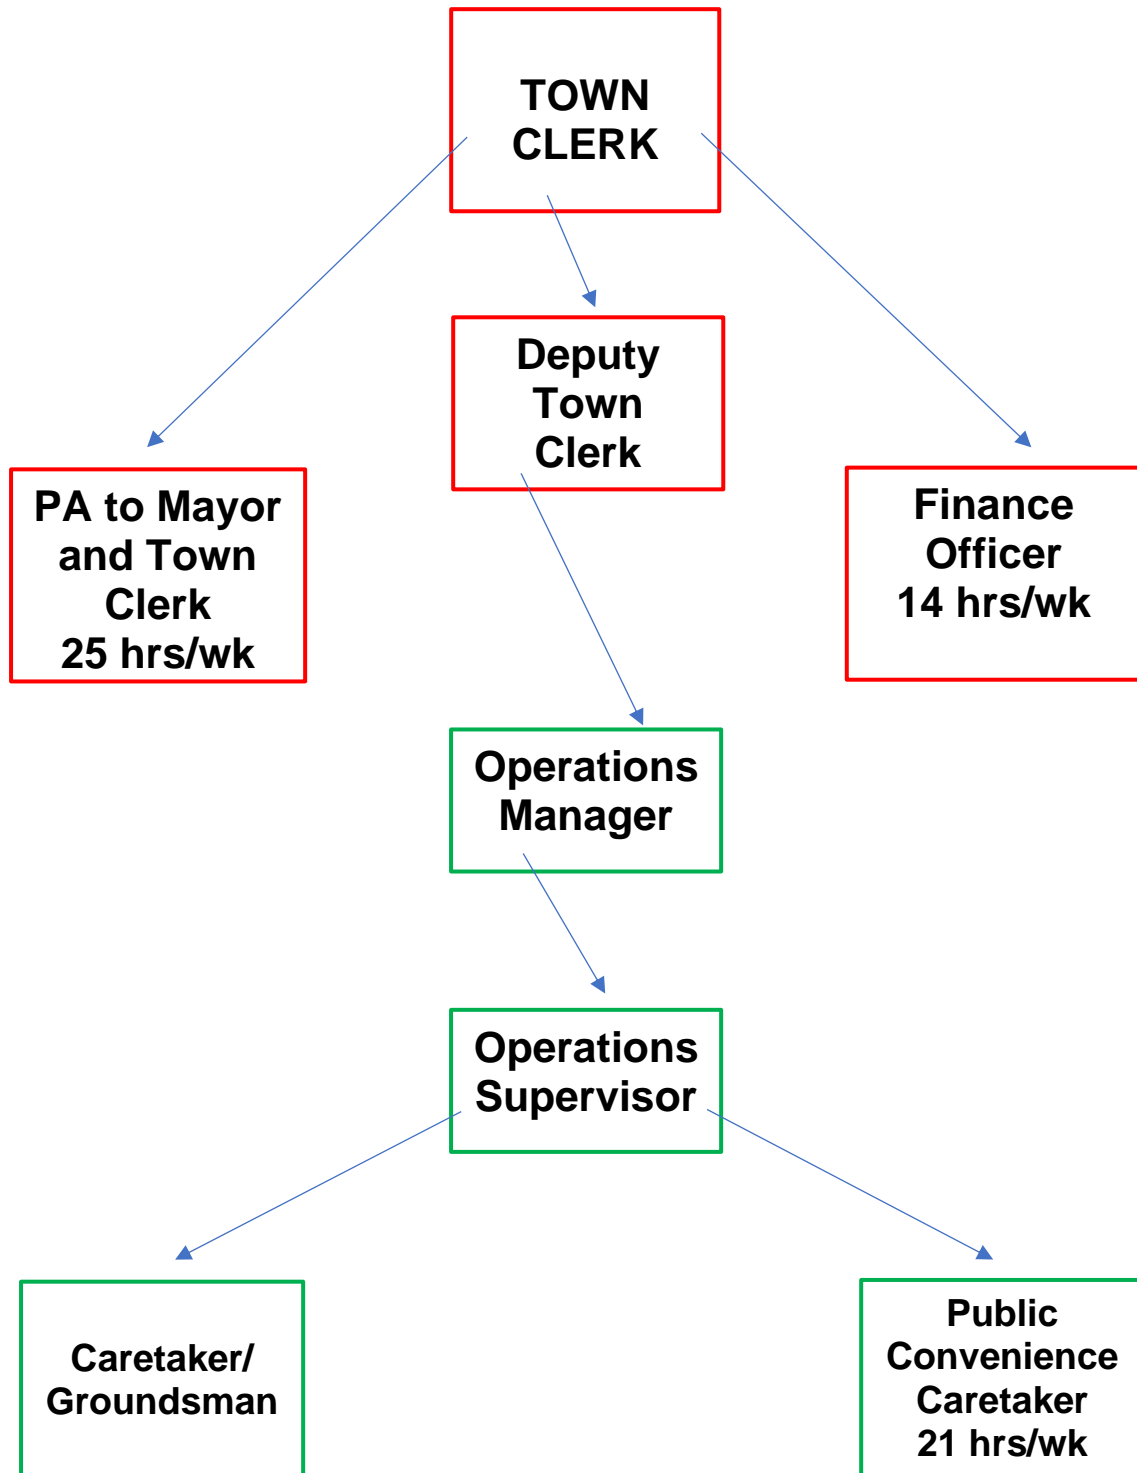 TOWN
CLERK
Deputy
Town
Clerk
PA to Mayor
and Town
Clerk
25 hrs/wk
Finance
Officer
14 hrs/wk
Operations
Manager
Operations
Supervisor
Caretaker/
Groundsman
Public
Convenience
Caretaker
21 hrs/wk